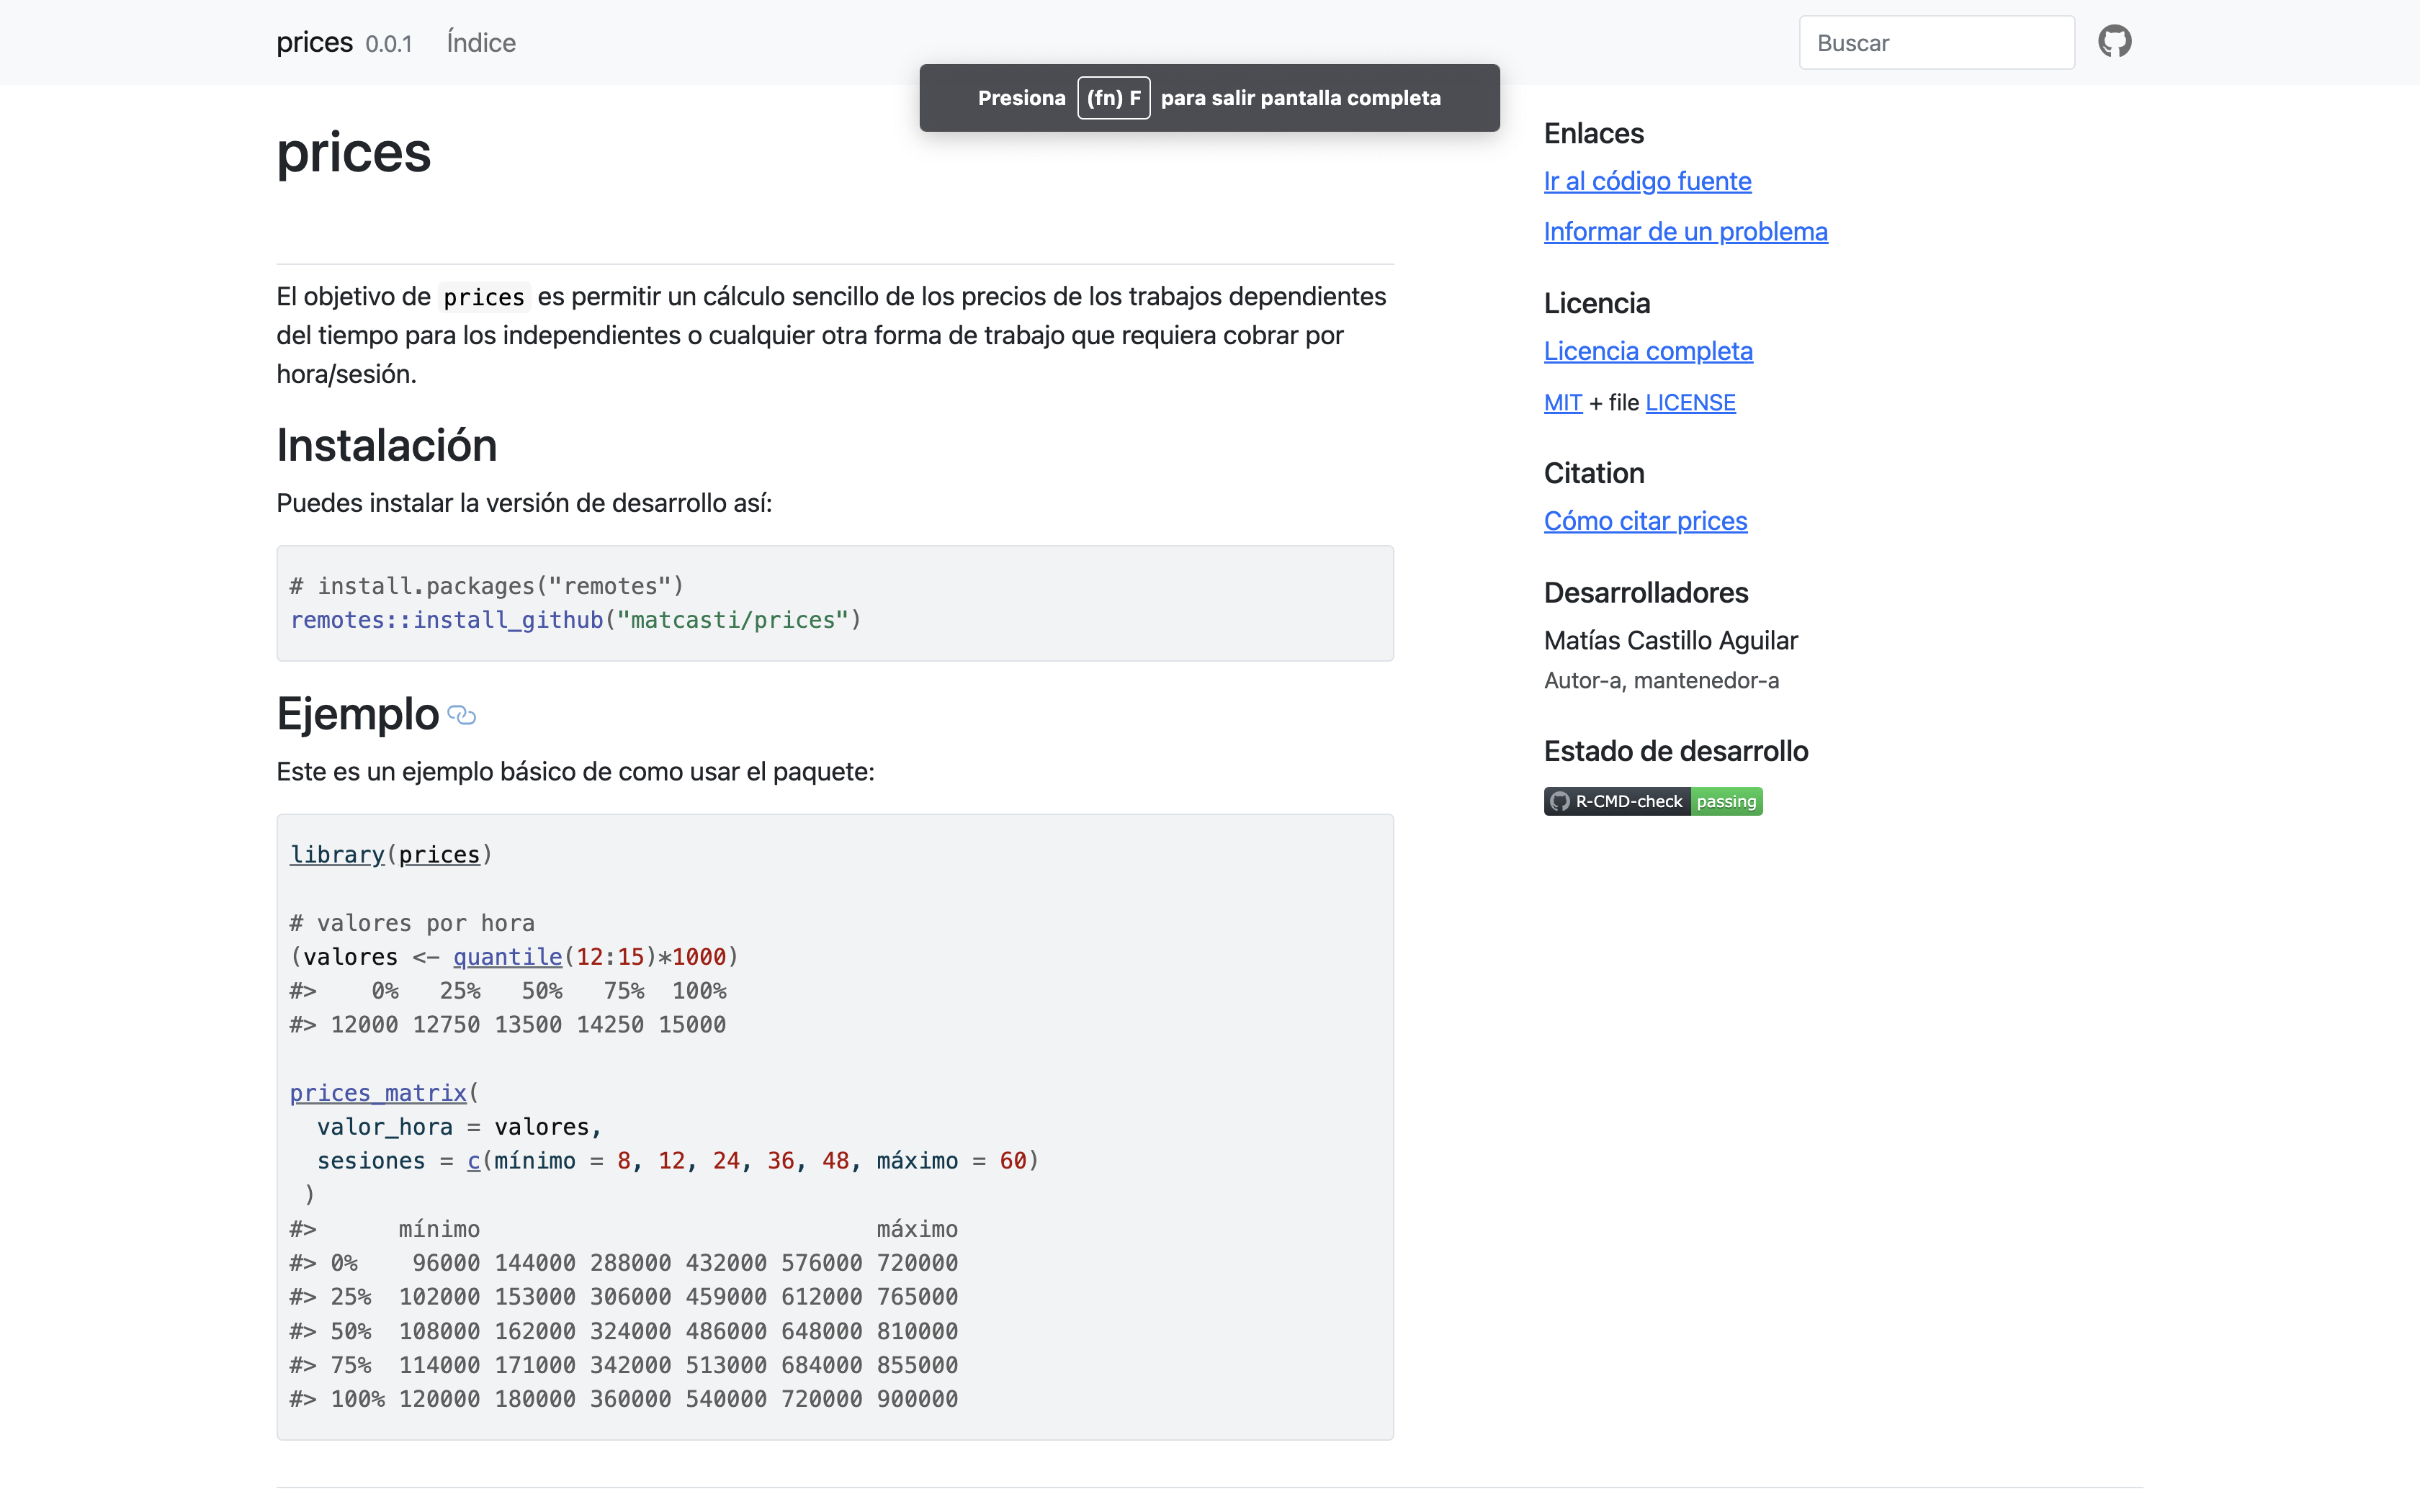 prices 0.0.1 Índice Buscar
Presiona (fn) F para salir pantalla completa
prices
El objetivo de prices es permitir un cálculo sencillo de los precios de los trabajos dependientes
del tiempo para los independientes o cualquier otra forma de trabajo que requiera cobrar por
hora/sesión.
Instalación
Puedes instalar la versión de desarrollo así:
# install.packages("remotes")
remotes::install_github("matcasti/prices")
Ejemplo
Este es un ejemplo básico de como usar el paquete:
library(prices)
# valores por hora
(valores <- quantile(12:15)*1000)
#>    0%   25%   50%   75%  100%
#> 12000 12750 13500 14250 15000
prices_matrix(
  valor_hora = valores,
  sesiones = c(mínimo = 8, 12, 24, 36, 48, máximo = 60)
 )
#>      mínimo                             máximo
#> 0%    96000 144000 288000 432000 576000 720000
#> 25%  102000 153000 306000 459000 612000 765000
#> 50%  108000 162000 324000 486000 648000 810000
#> 75%  114000 171000 342000 513000 684000 855000
#> 100% 120000 180000 360000 540000 720000 900000
Enlaces
Ir al código fuente
Informar de un problema
Licencia
Licencia completa
MIT + file LICENSE
Citation
Cómo citar prices
Desarrolladores
Matías Castillo Aguilar
Autor-a, mantenedor-a
Estado de desarrollo
R-CMD-check passing